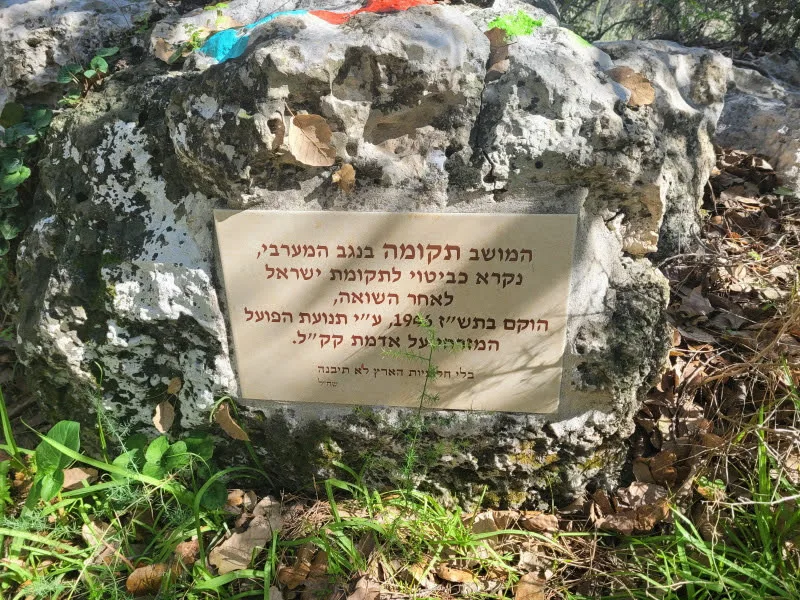 המושב תקומה בנגב המערבי,
נקרא כביטוי לתקומת ישראל
לאחר השואה,
הוקם בתש״ז 1946, ע״י תנועת הפועל
המזרחי על אדמת קק״ל.
בלי חלוציות הארץ לא תיבנה